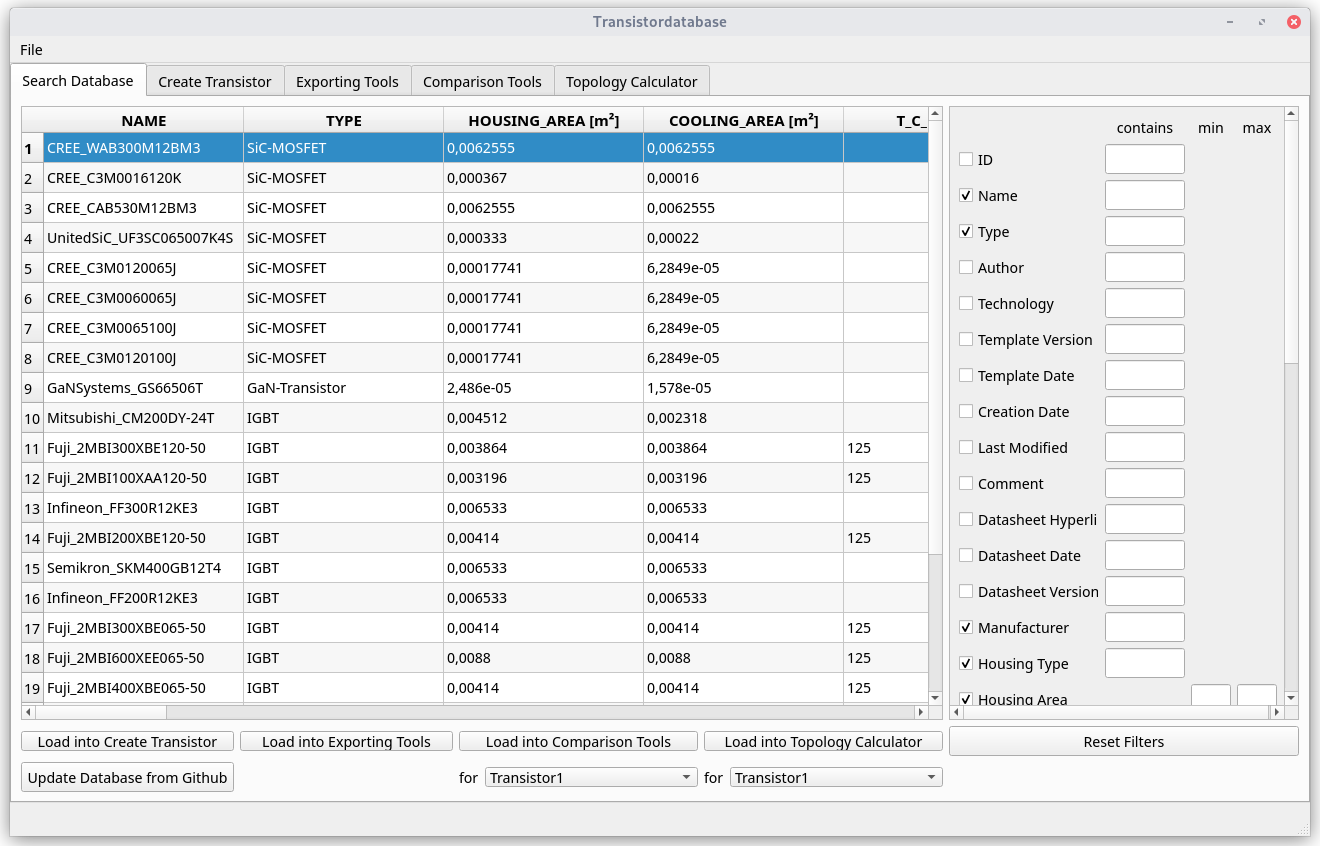 Transistordatabase
File
Search Database Create Transistor Exporting Tools Comparison Tools Topology Calculator
NAME TYPE HOUSING_AREA [m²] COOLING_AREA [m²] T_C_
1 CREE_WAB300M12BM3 SiC-MOSFET 0,0062555 0,0062555
2 CREE_C3M0016120K SiC-MOSFET 0,000367 0,00016
3 CREE_CAB530M12BM3 SiC-MOSFET 0,0062555 0,0062555
4 UnitedSiC_UF3SC065007K4S SiC-MOSFET 0,000333 0,00022
5 CREE_C3M0120065J SiC-MOSFET 0,00017741 6,2849e-05
6 CREE_C3M0060065J SiC-MOSFET 0,00017741 6,2849e-05
7 CREE_C3M0065100J SiC-MOSFET 0,00017741 6,2849e-05
8 CREE_C3M0120100J SiC-MOSFET 0,00017741 6,2849e-05
9 GaNSystems_GS66506T GaN-Transistor 2,486e-05 1,578e-05
10 Mitsubishi_CM200DY-24T IGBT 0,004512 0,002318
11 Fuji_2MBI300XBE120-50 IGBT 0,003864 0,003864 125
12 Fuji_2MBI100XAA120-50 IGBT 0,003196 0,003196 125
13 Infineon_FF300R12KE3 IGBT 0,006533 0,006533
14 Fuji_2MBI200XBE120-50 IGBT 0,00414 0,00414 125
15 Semikron_SKM400GB12T4 IGBT 0,006533 0,006533
16 Infineon_FF200R12KE3 IGBT 0,006533 0,006533
17 Fuji_2MBI300XBE065-50 IGBT 0,00414 0,00414 125
18 Fuji_2MBI600XEE065-50 IGBT 0,0088 0,0088 125
19 Fuji_2MBI400XBE065-50 IGBT 0,00414 0,00414 125
contains min max
ID
Name
Type
Author
Technology
Template Version
Template Date
Creation Date
Last Modified
Comment
Datasheet Hyperli
Datasheet Date
Datasheet Version
Manufacturer
Housing Type
Housing Area
Load into Create Transistor Load into Exporting Tools Load into Comparison Tools Load into Topology Calculator Reset Filters
Update Database from Github for Transistor1 for Transistor1